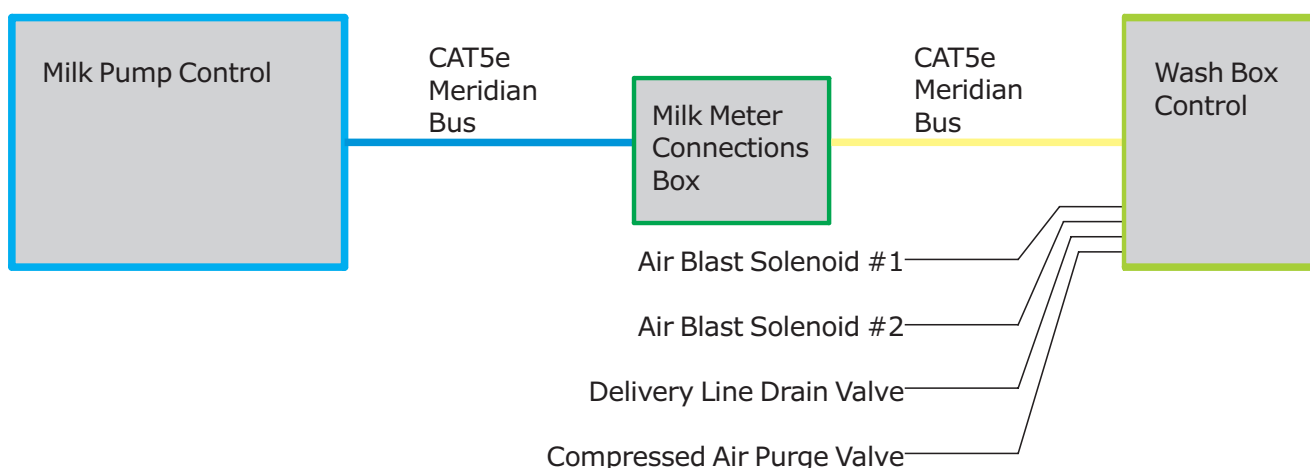 Milk Pump Control
CAT5e
Meridian
Bus
Milk Meter
Connections
Box
CAT5e
Meridian
Bus
Wash Box
Control
Air Blast Solenoid #1
Air Blast Solenoid #2
Delivery Line Drain Valve
Compressed Air Purge Valve